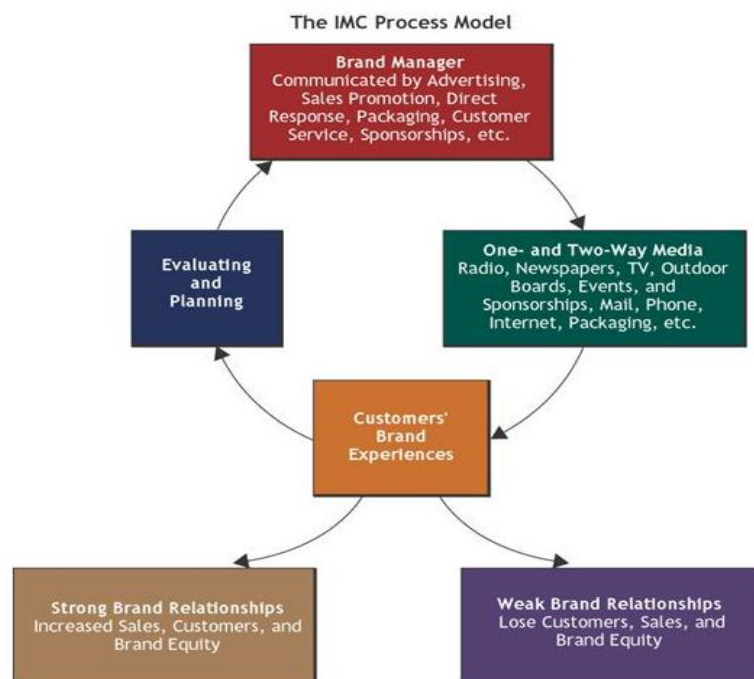 The IMC Process Model
Brand Manager
Communicated by Advertising,
Sales Promotion, Direct
Response, Packaging, Customer
Service, Sponsorships, etc.
Evaluating
and
Planning
One- and Two-Way Media
Radio, Newspapers, TV, Outdoor
Boards, Events, and
Sponsorships, Mail, Phone,
Internet, Packaging, etc.
Customers'
Brand
Experiences
Strong Brand Relationships
Increased Sales, Customers, and
Brand Equity
Weak Brand Relationships
Lose Customers, Sales, and
Brand Equity